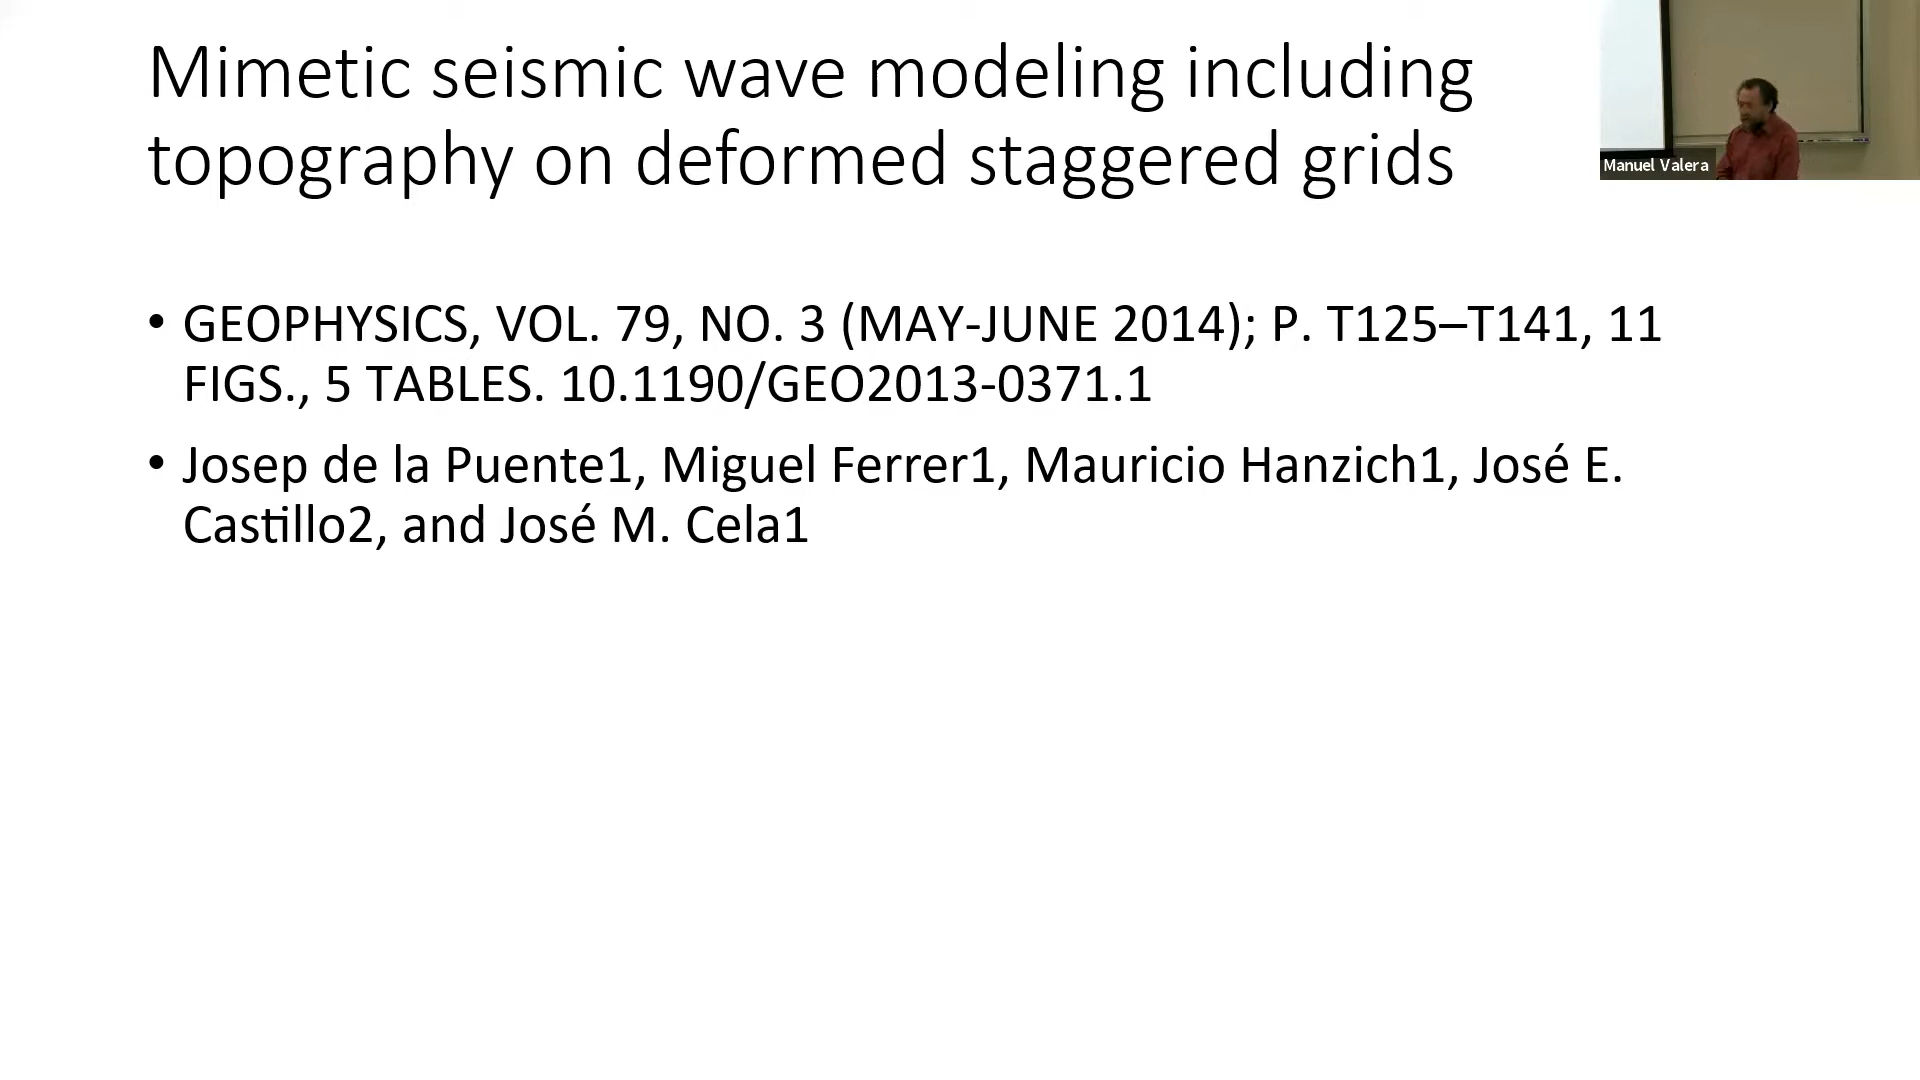 Mimetic seismic wave modeling including
topography on deformed staggered grids
Manuel Valera
• GEOPHYSICS, VOL. 79, NO. 3 (MAY-JUNE 2014); P. T125–T141, 11
FIGS., 5 TABLES. 10.1190/GEO2013-0371.1
• Josep de la Puente1, Miguel Ferrer1, Mauricio Hanzich1, José E.
Castillo2, and José M. Cela1